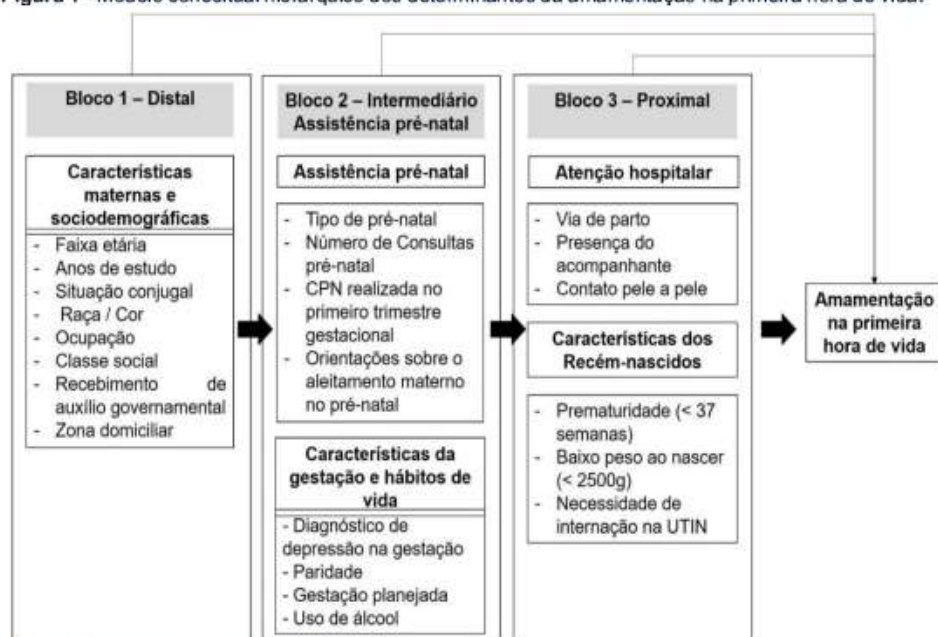 Bloco 1 – Distal
Características
maternas e
sociodemográficas
- Faixa etária
- Anos de estudo
- Situação conjugal
- Raça / Cor
- Ocupação
- Classe social
- Recebimento de
auxílio governamental
- Zona domiciliar
Bloco 2 – Intermediário
Assistência pré-natal
Assistência pré-natal
- Tipo de pré-natal
- Número de Consultas
pré-natal
- CPN realizada no
primeiro trimestre
gestacional
- Orientações sobre o
aleitamento materno
no pré-natal
Características da
gestação e hábitos de
vida
- Diagnóstico de
depressão na gestação
- Paridade
- Gestação planejada
- Uso de álcool
Bloco 3 – Proximal
Atenção hospitalar
- Via de parto
- Presença do
acompanhante
- Contato pele a pele
Características dos
Recém-nascidos
- Prematuridade (< 37
semanas)
- Baixo peso ao nascer
(< 2500g)
- Necessidade de
internação na UTIN
Amamentação
na primeira
hora de vida